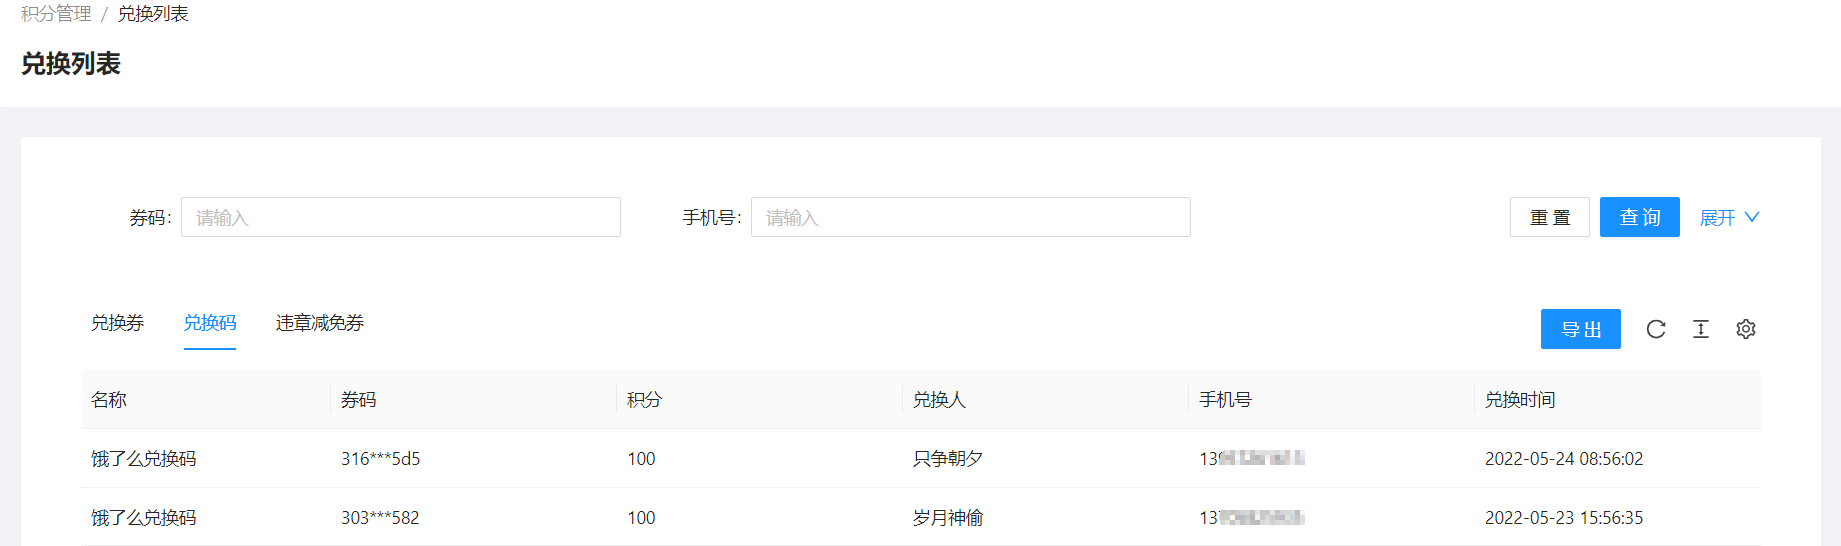 积分管理 / 兑换列表
兑换列表
券码: 请输入 手机号: 请输入 重置 查询 展开
兑换券 兑换码 违章减免券 导出
名称 券码 积分 兑换人 手机号 兑换时间
饿了么兑换码 316***5d5 100 只争朝夕 2022-05-24 08:56:02
饿了么兑换码 303***582 100 岁月神偷 2022-05-23 15:56:35